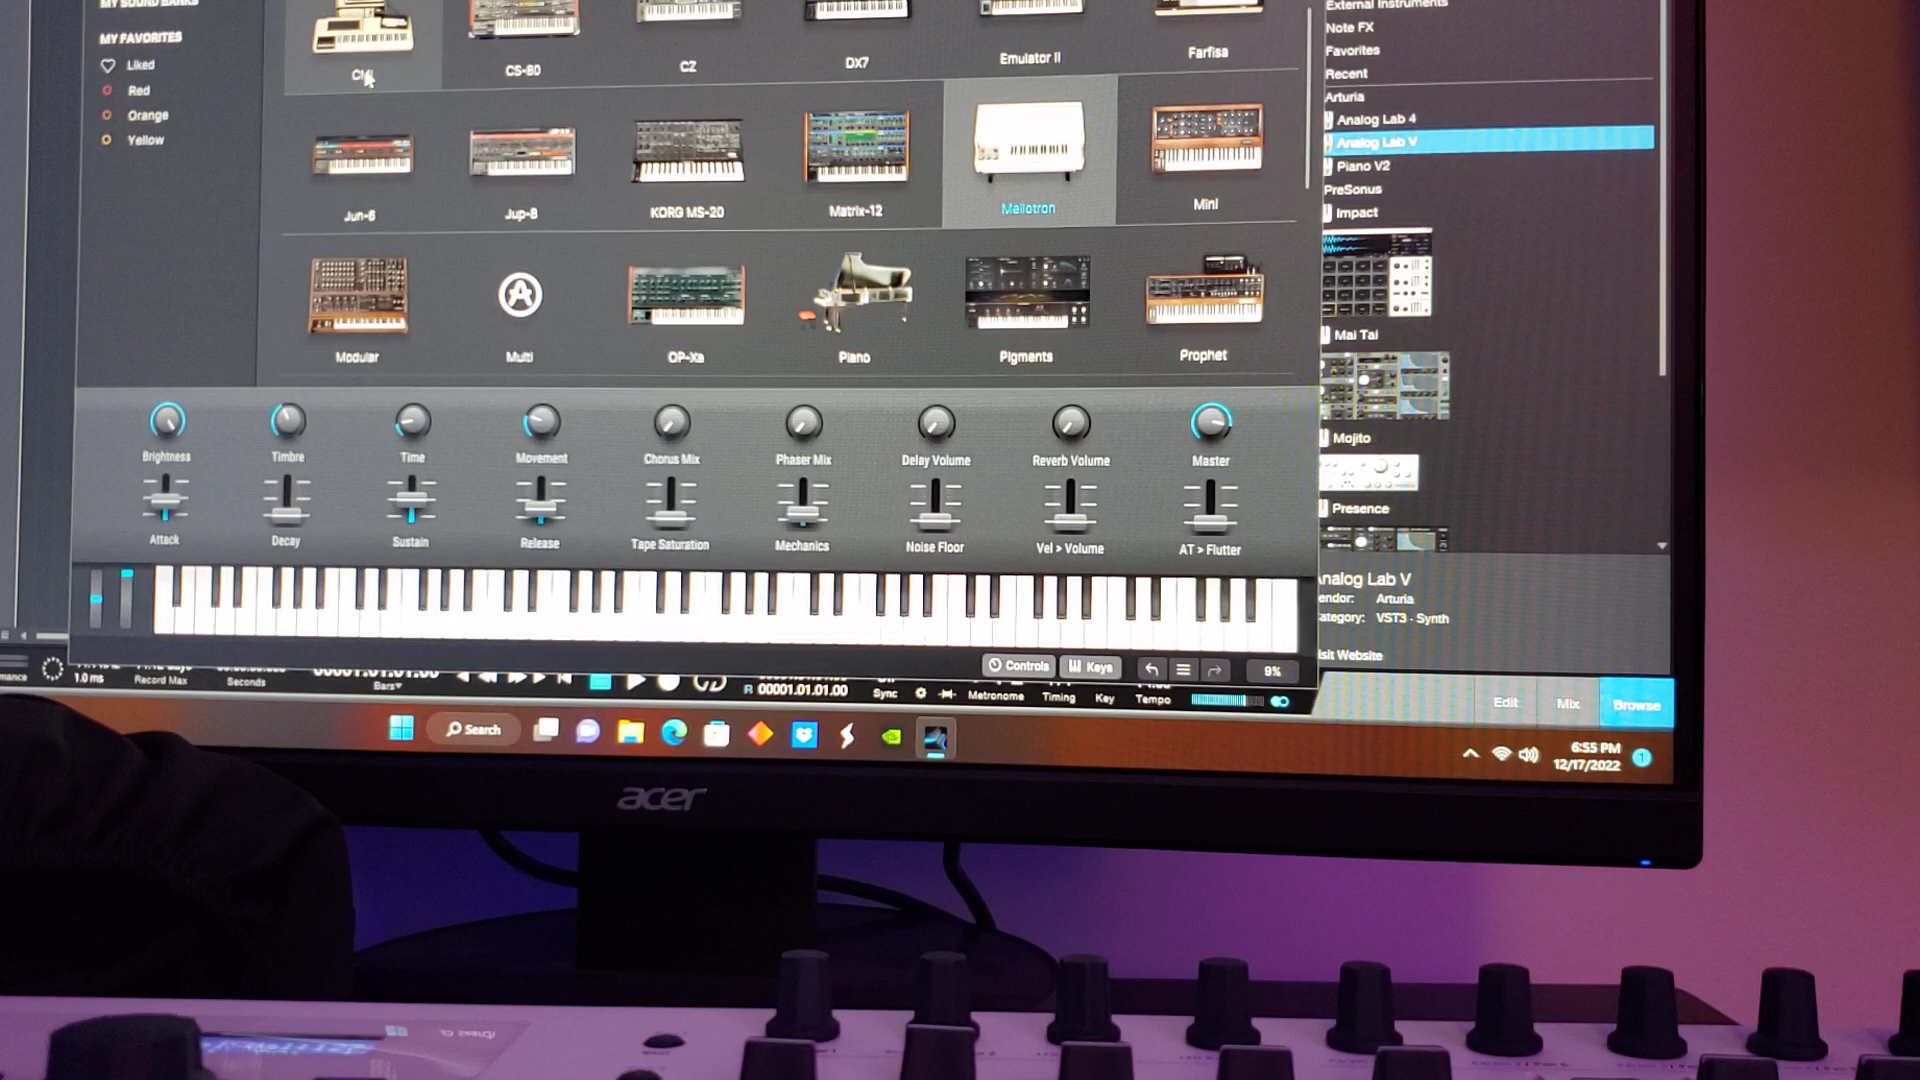 MY SOUND BANKS
MY FAVORITES
Liked
Red
Orange
Yellow
CS-80
CZ
DX7
Emulator II
Farfisa
Jun-6
Jup-8
KORG MS-20
Matrix-12
Mellotron
Mini
Modular
Multi
OP-Xa
Piano
Pigments
Prophet
Brightness
Timbre
Time
Movement
Chorus Mix
Phaser Mix
Delay Volume
Reverb Volume
Master
Attack
Decay
Sustain
Release
Tape Saturation
Mechanics
Noise Floor
Vel > Volume
AT > Flutter
Controls
Keys
9%
External Instruments
Note FX
Favorites
Recent
Arturia
Analog Lab 4
Analog Lab V
Piano V2
PreSonus
Impact
Mai Tai
Mojito
Presence
Analog Lab V
endor: Arturia
ategory: VST3 - Synth
isit Website
mance
1.0 ms
Record Max
Seconds
Bars
R 00001.01.01.00
Sync
Metronome
Timing
Key
Tempo
Edit
Mix
Browse
Search
6:55 PM
12/17/2022
1
acer